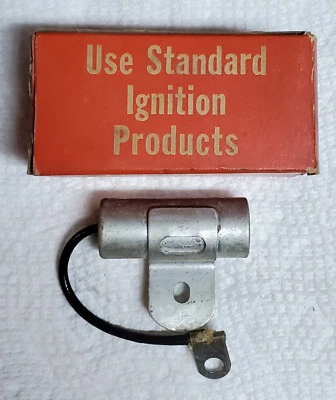 Use Standard
Ignition
Products